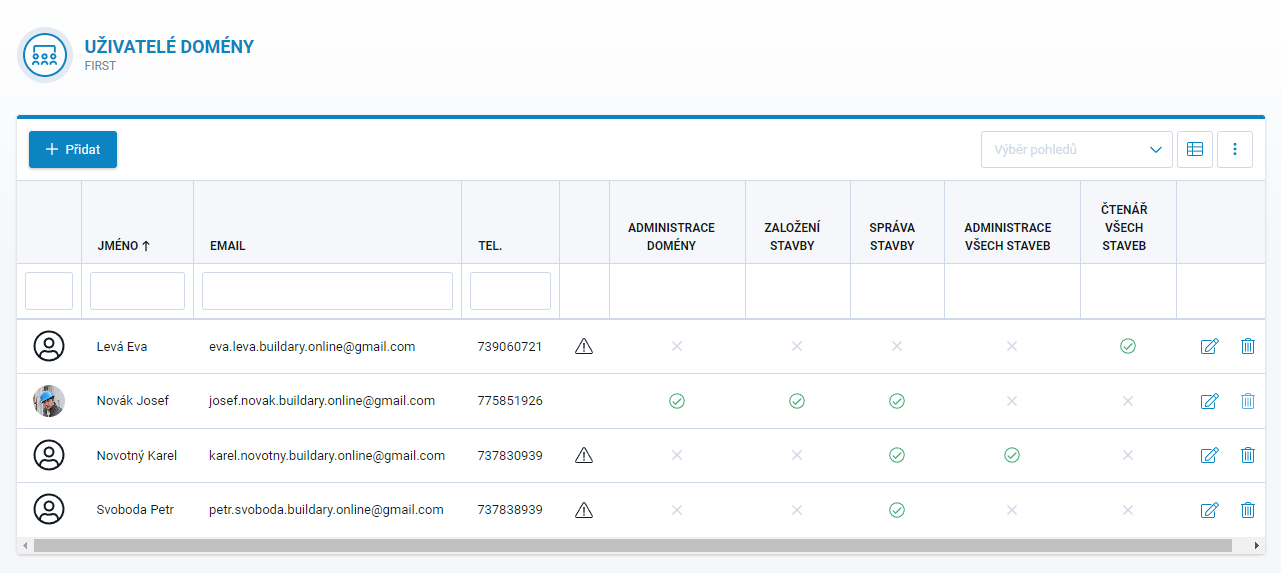 UŽIVATELÉ DOMÉNY
FIRST
Přidat
Výběr pohledů
JMÉNO ↑ EMAIL TEL. ADMINISTRACE DOMÉNY ZALOŽENÍ STAVBY SPRÁVA STAVBY ADMINISTRACE VŠECH STAVEB ČTENÁŘ VŠECH STAVEB
Levá Eva eva.leva.buildary.online@gmail.com 739060721
Novák Josef josef.novak.buildary.online@gmail.com 775851926
Novotný Karel karel.novotny.buildary.online@gmail.com 737830939
Svoboda Petr petr.svoboda.buildary.online@gmail.com 737838939